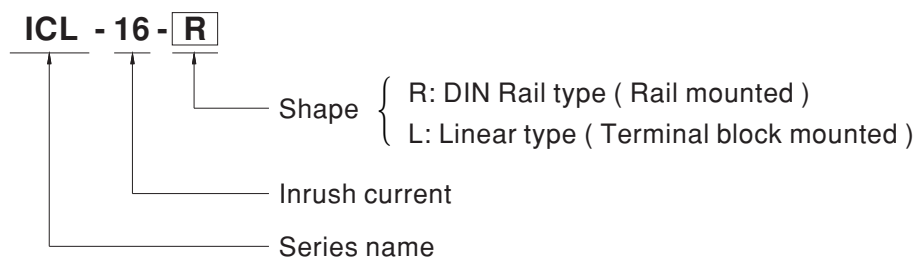 ICL - 16 - R
Shape
R: DIN Rail type ( Rail mounted )
L: Linear type ( Terminal block mounted )
Inrush current
Series name